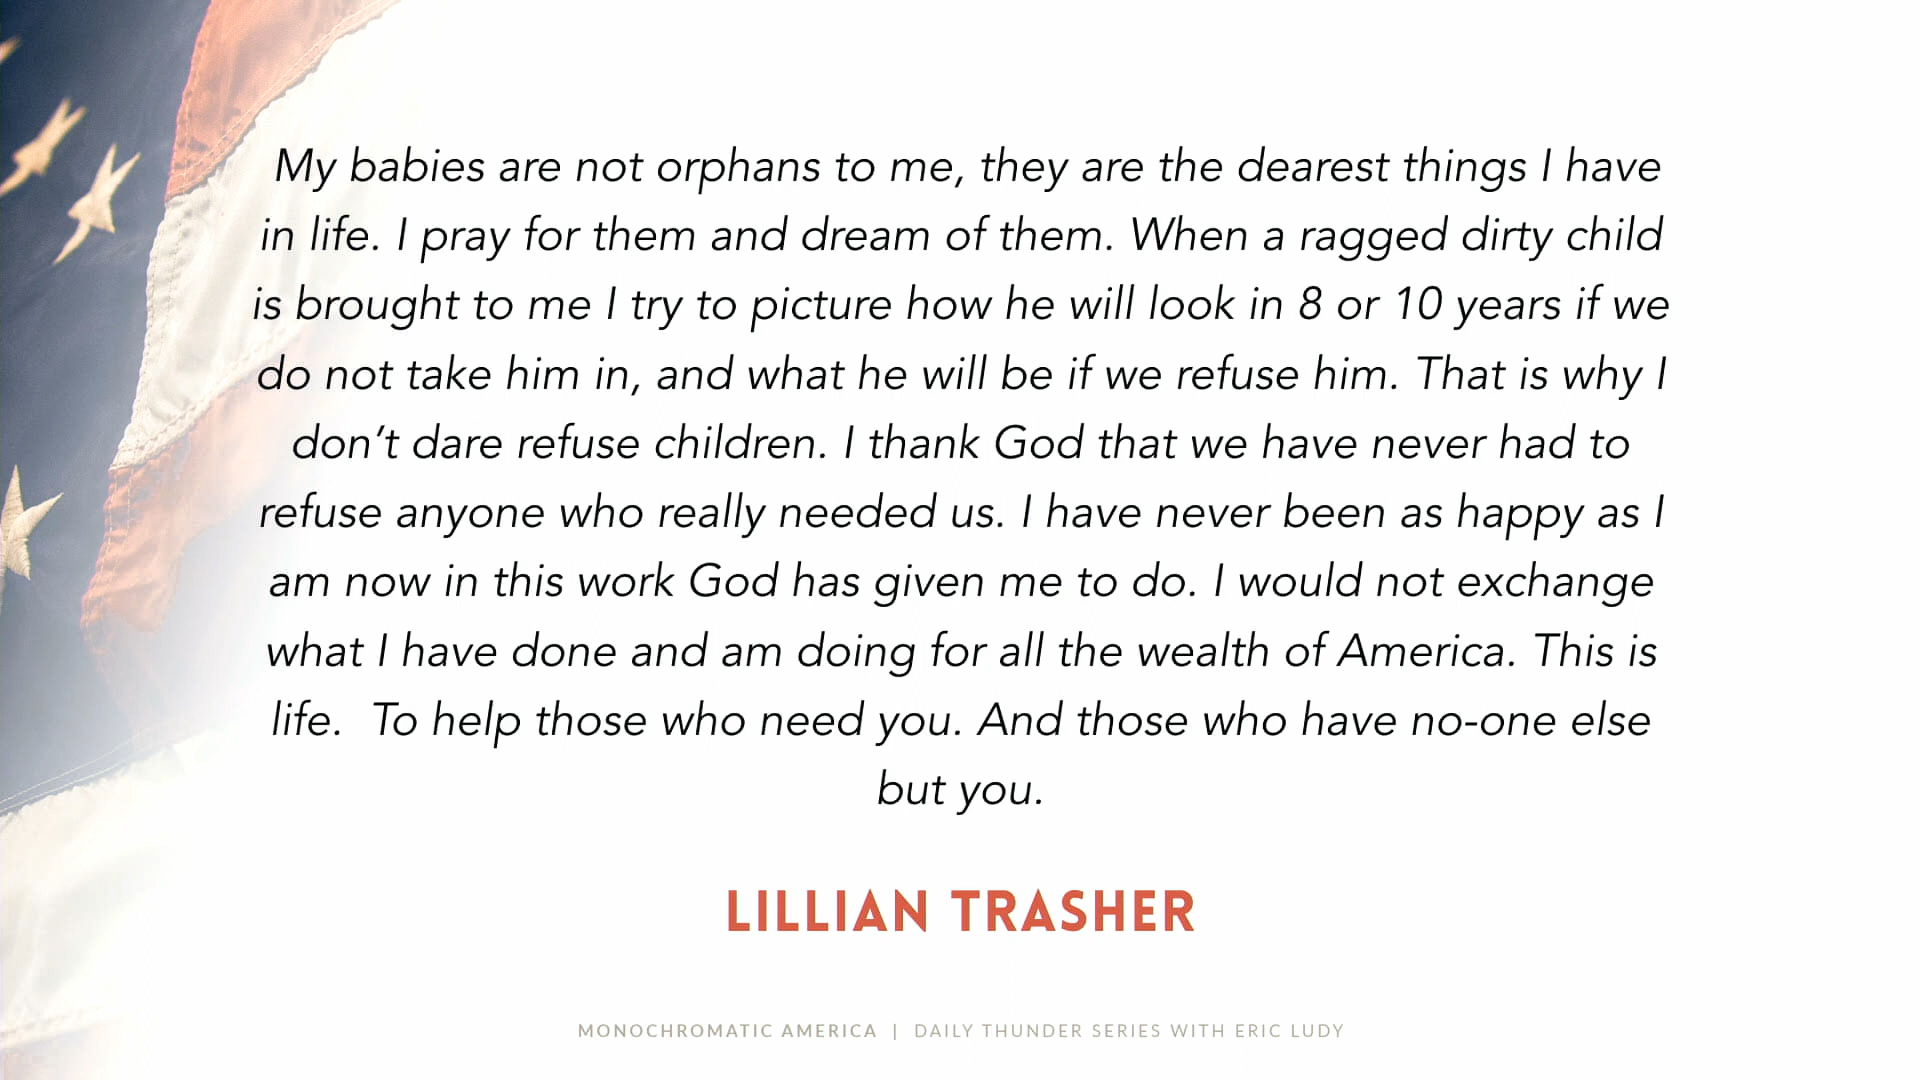 My babies are not orphans to me, they are the dearest things I have
in life. I pray for them and dream of them. When a ragged dirty child
is brought to me I try to picture how he will look in 8 or 10 years if we
do not take him in, and what he will be if we refuse him. That is why I
don’t dare refuse children. I thank God that we have never had to
refuse anyone who really needed us. I have never been as happy as I
am now in this work God has given me to do. I would not exchange
what I have done and am doing for all the wealth of America. This is
life.  To help those who need you. And those who have no-one else
but you.
LILLIAN TRASHER
MONOCHROMATIC AMERICA | DAILY THUNDER SERIES WITH ERIC LUDY